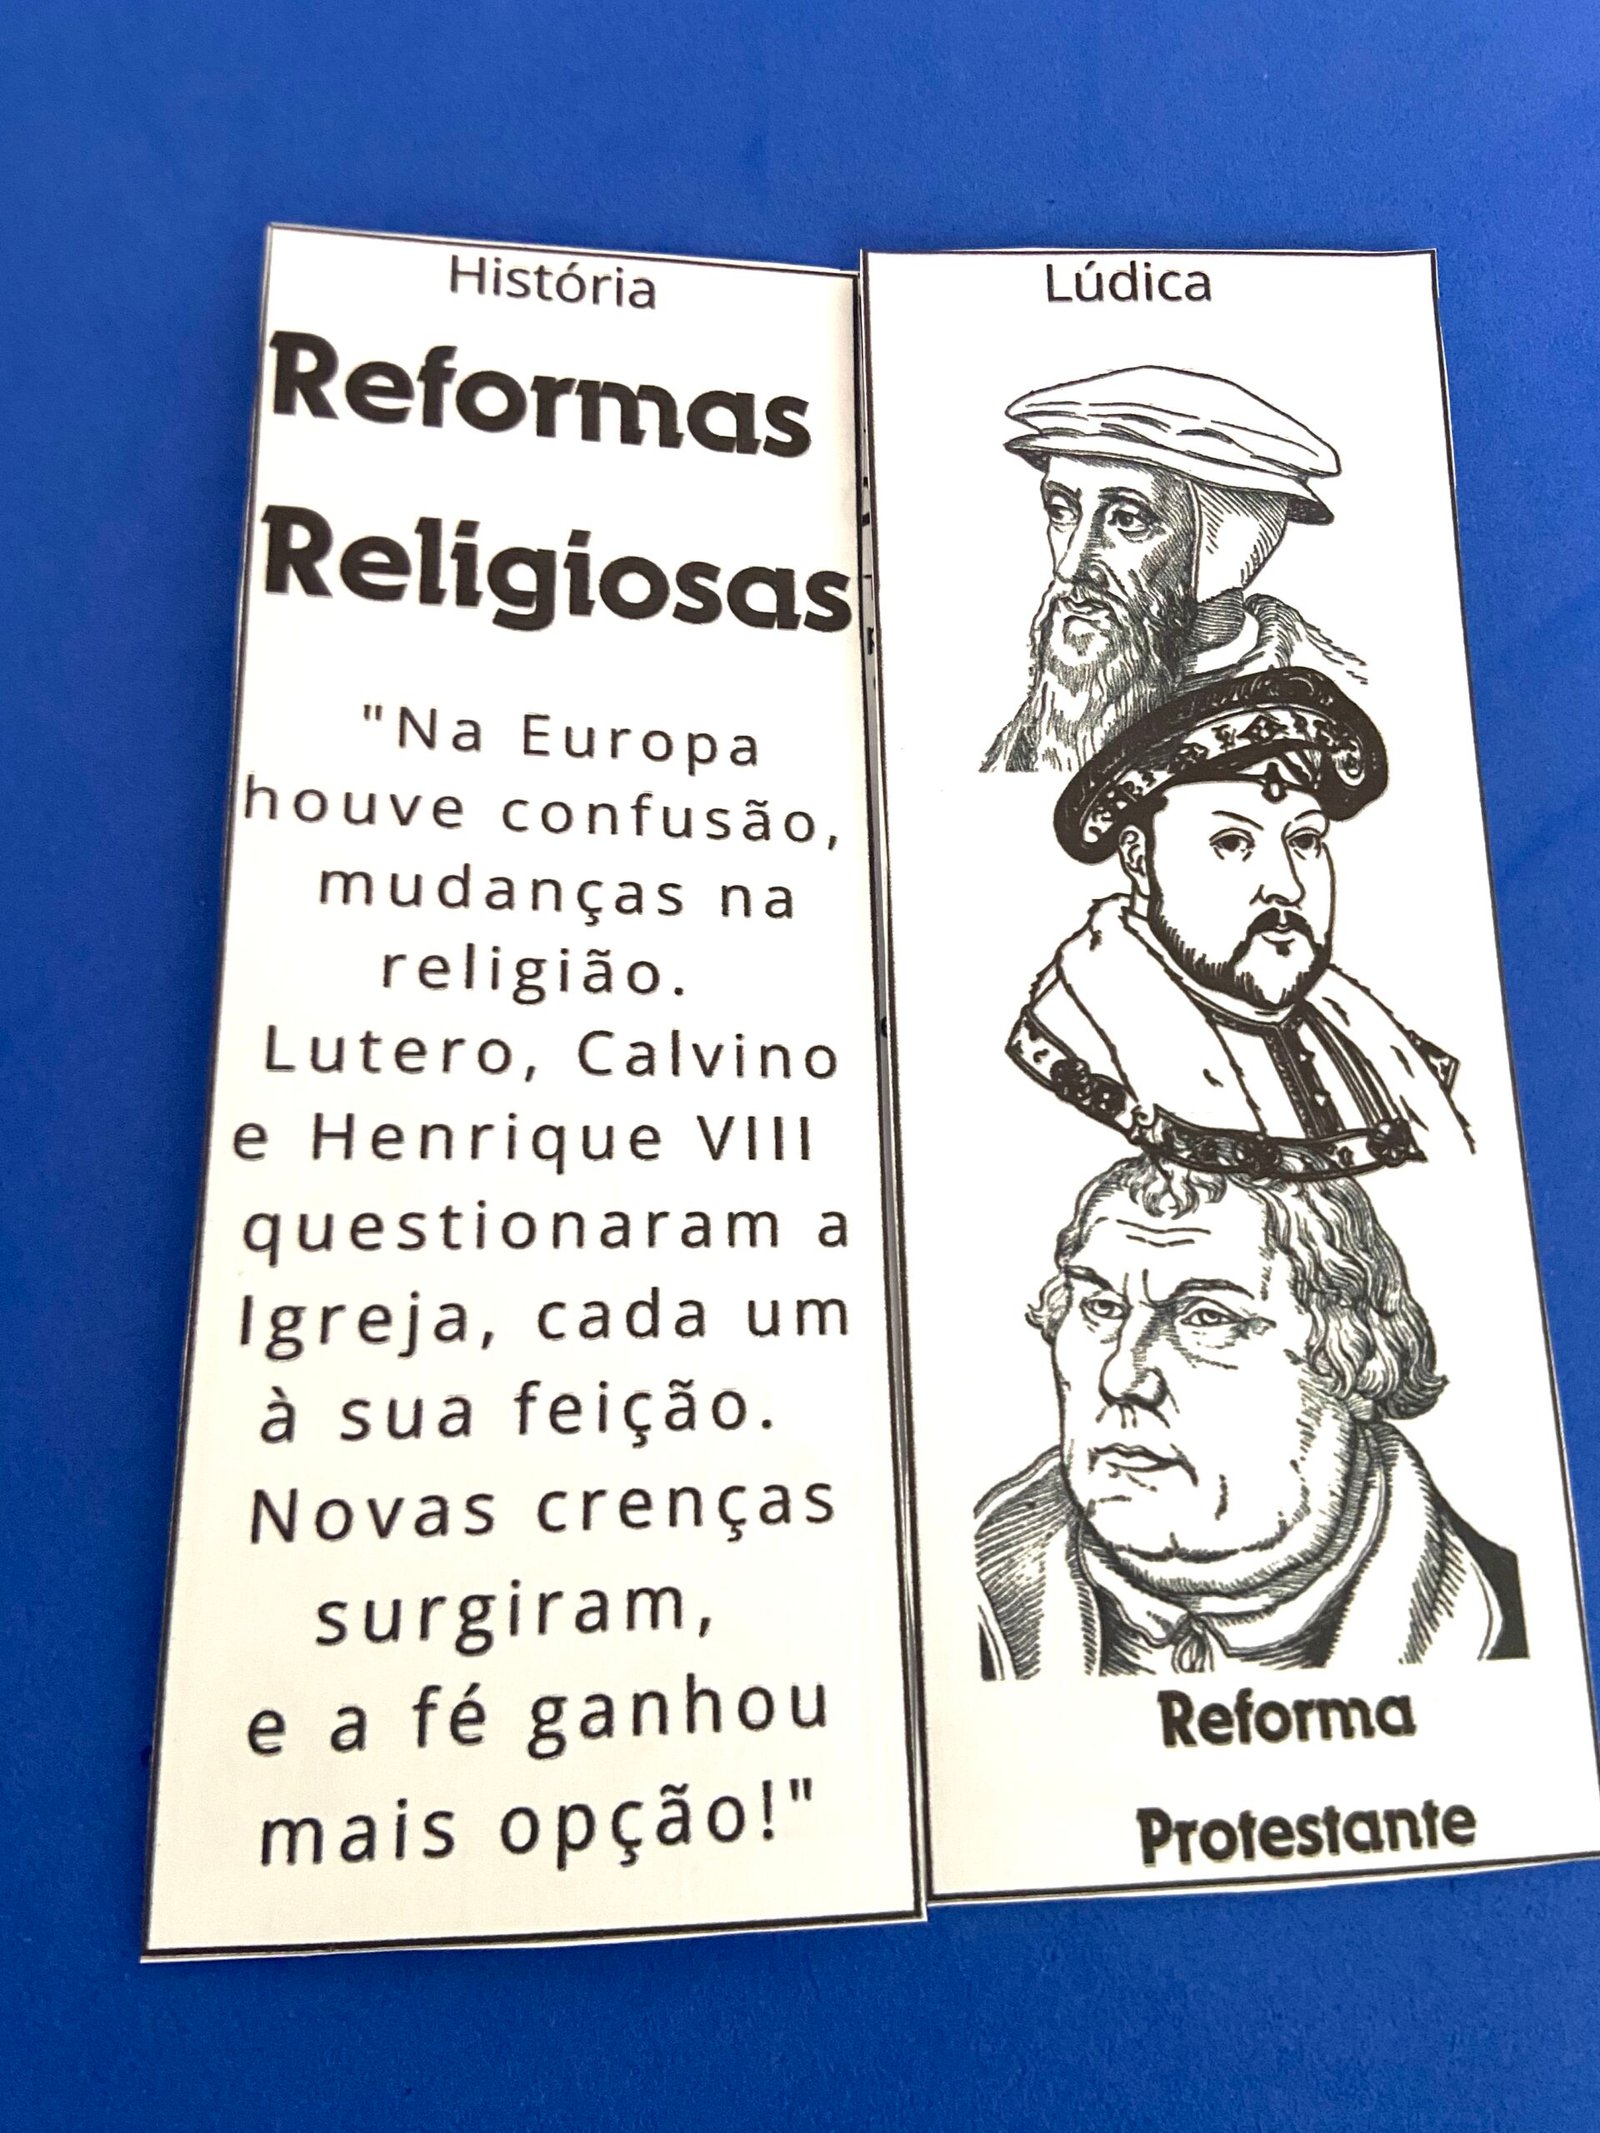 História
Reformas
Religiosas
"Na Europa
houve confusão,
mudanças na
religião.
Lutero, Calvino
e Henrique VIII
questionaram a
Igreja, cada um
à sua feição.
Novas crenças
surgiram,
e a fé ganhou
mais opção!"
Lúdica
Reforma
Protestante